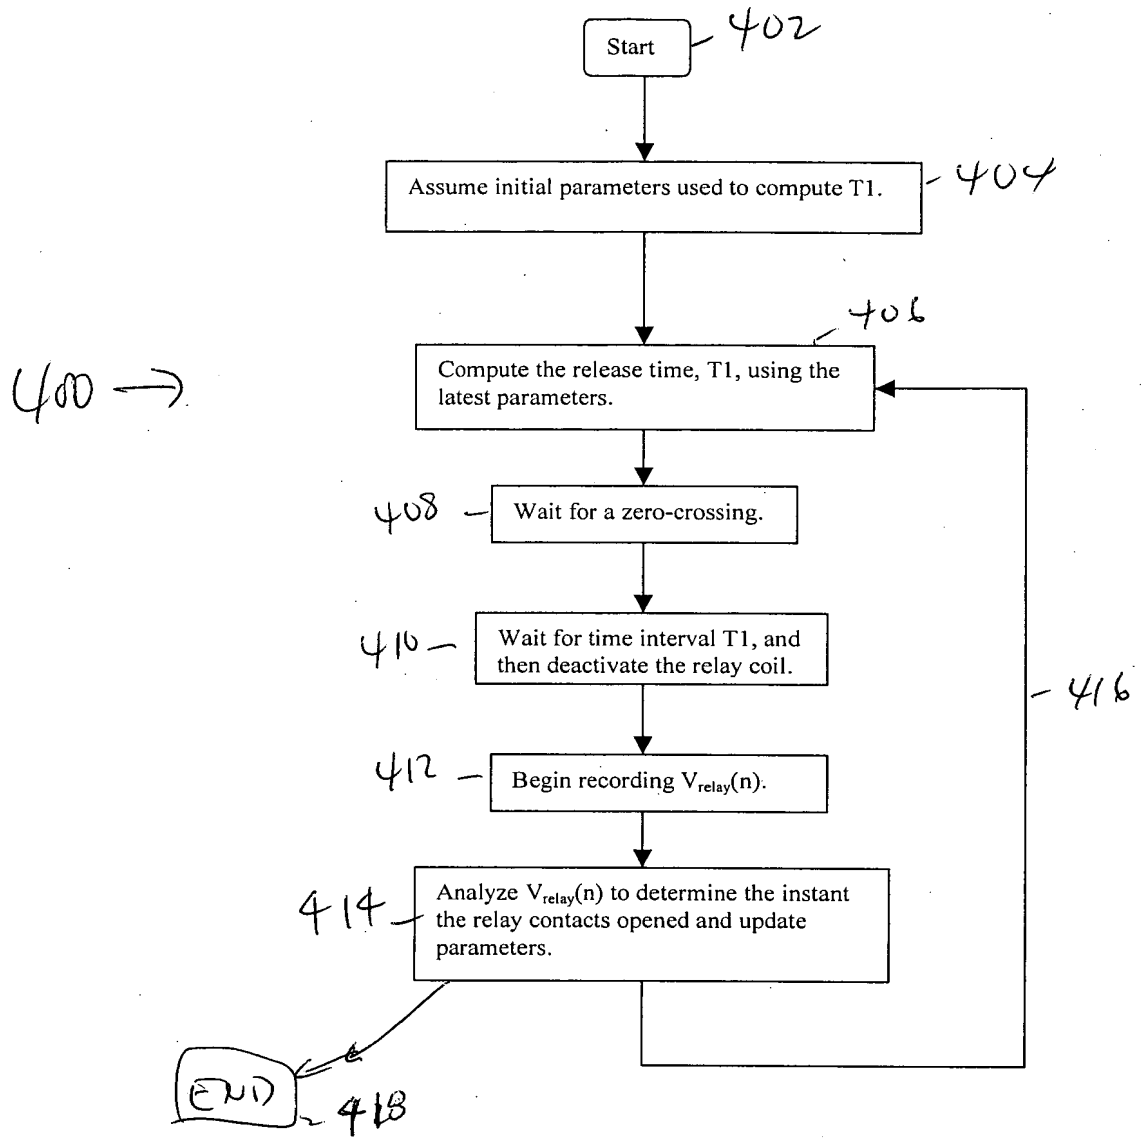 Start
402
Assume initial parameters used to compute T1.
404
406
Compute the release time, T1, using the
latest parameters.
400
408
Wait for a zero-crossing.
410
Wait for time interval T1, and
then deactivate the relay coil.
416
412
Begin recording Vrelay(n).
414
Analyze Vrelay(n) to determine the instant
the relay contacts opened and update
parameters.
END
418